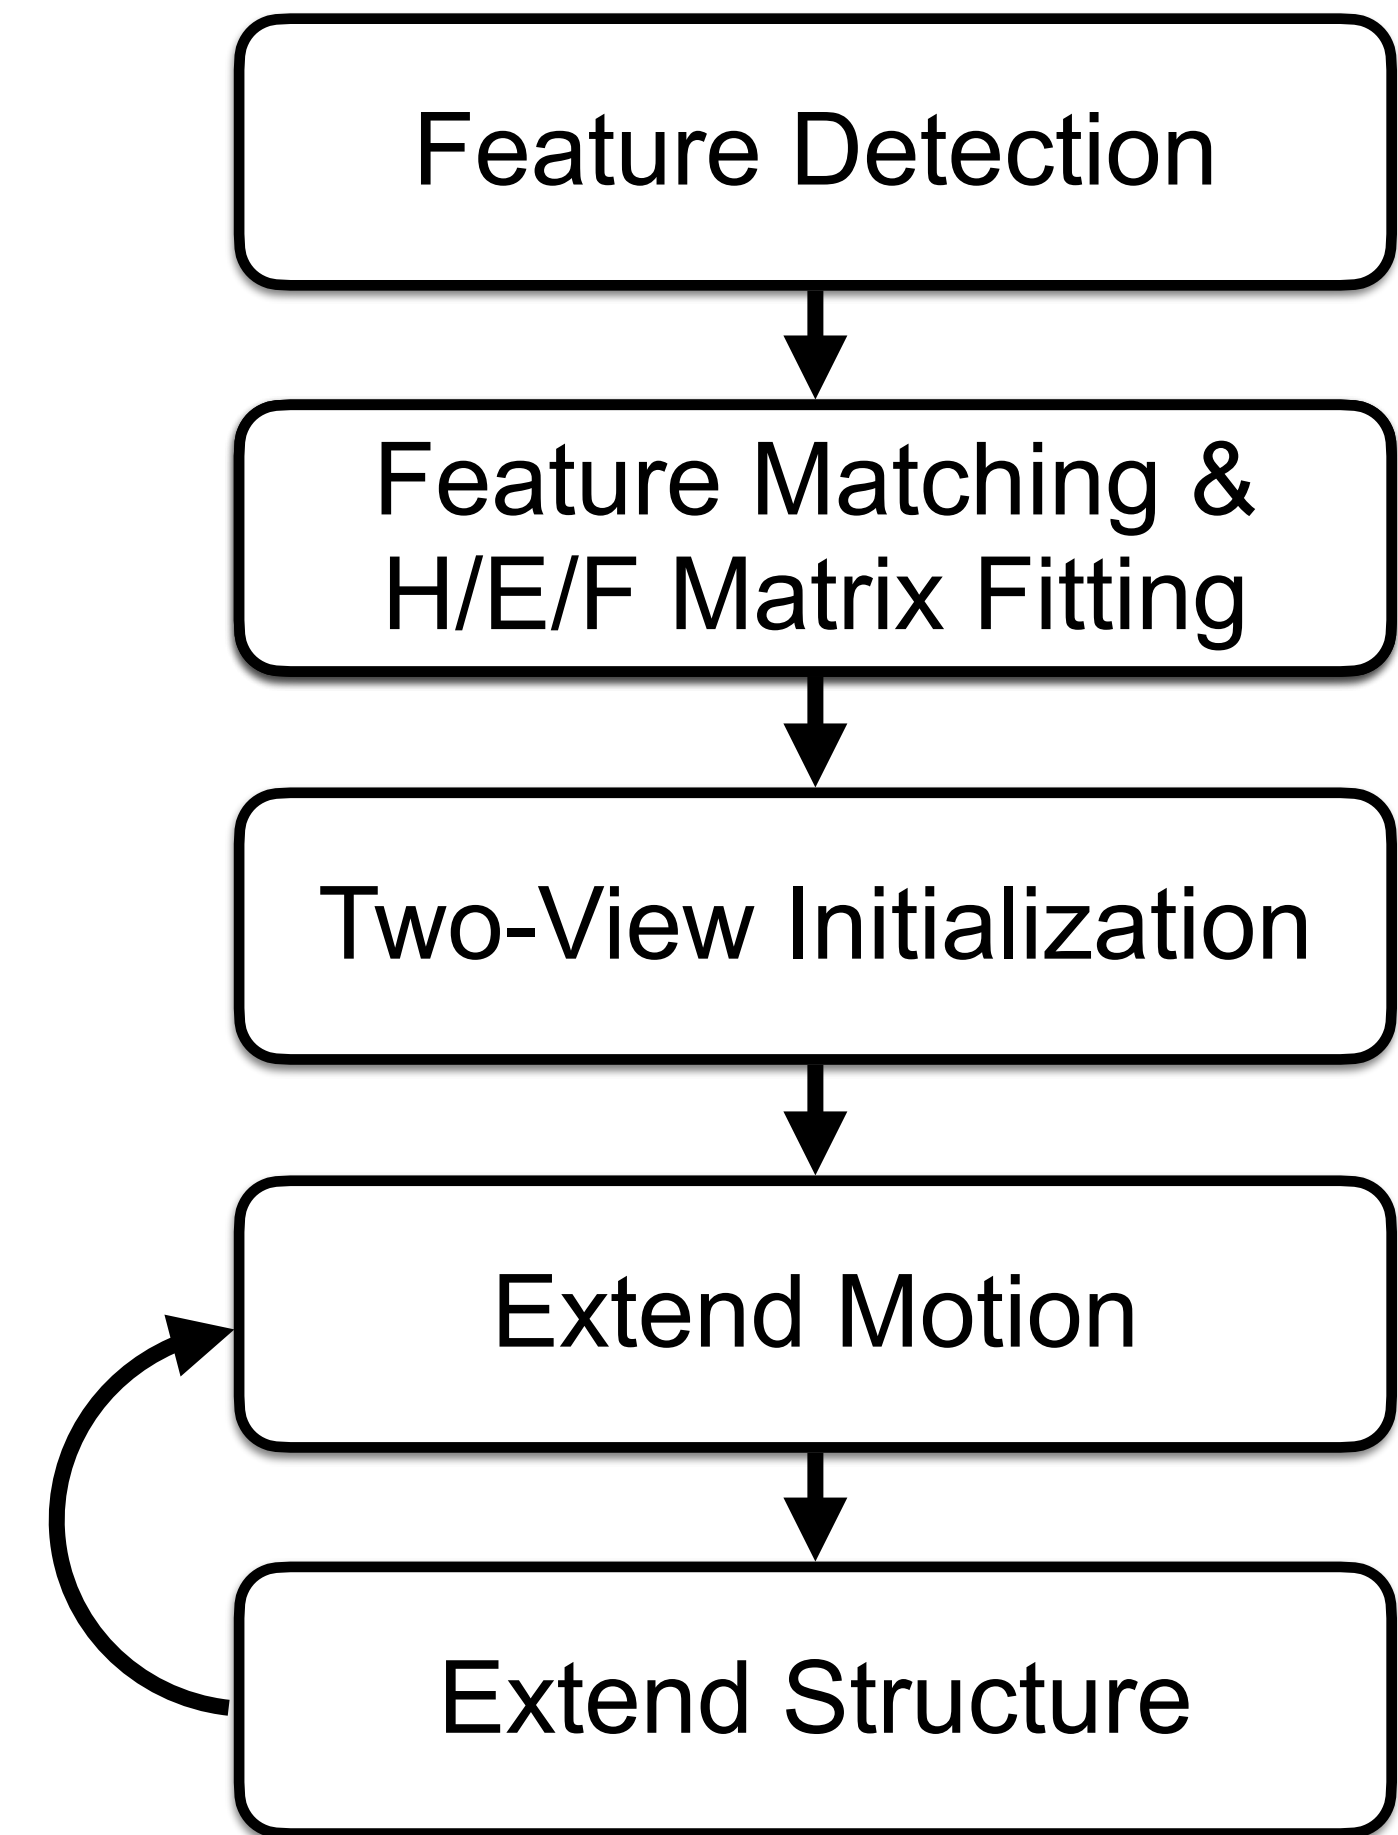 Feature Detection
Feature Matching &
H/E/F Matrix Fitting
Two-View Initialization
Extend Motion
Extend Structure